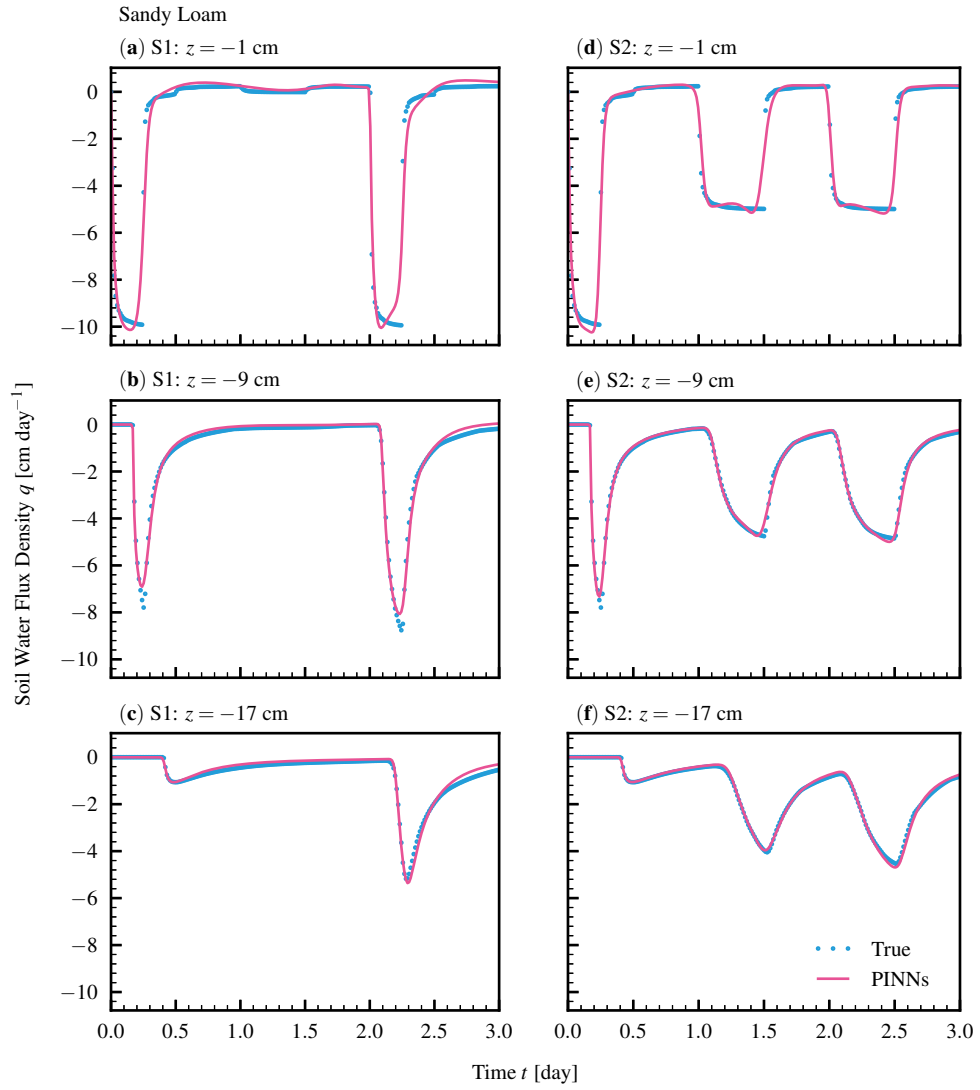 Sandy Loam
(a) S1: z = −1 cm
(d) S2: z = −1 cm
0
−2
−4
−6
−8
−10
(b) S1: z = −9 cm
(e) S2: z = −9 cm
0
−2
−4
−6
−8
−10
Soil Water Flux Density q [cm day⁻¹]
(c) S1: z = −17 cm
(f) S2: z = −17 cm
0
−2
−4
−6
−8
−10
True
PINNs
0.0 0.5 1.0 1.5 2.0 2.5 3.0
0.0 0.5 1.0 1.5 2.0 2.5 3.0
Time t [day]